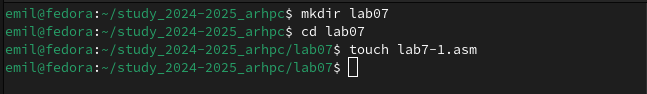 emil@fedora:~/study_2024-2025_arhpc$ mkdir lab07
emil@fedora:~/study_2024-2025_arhpc$ cd lab07
emil@fedora:~/study_2024-2025_arhpc/lab07$ touch lab7-1.asm
emil@fedora:~/study_2024-2025_arhpc/lab07$